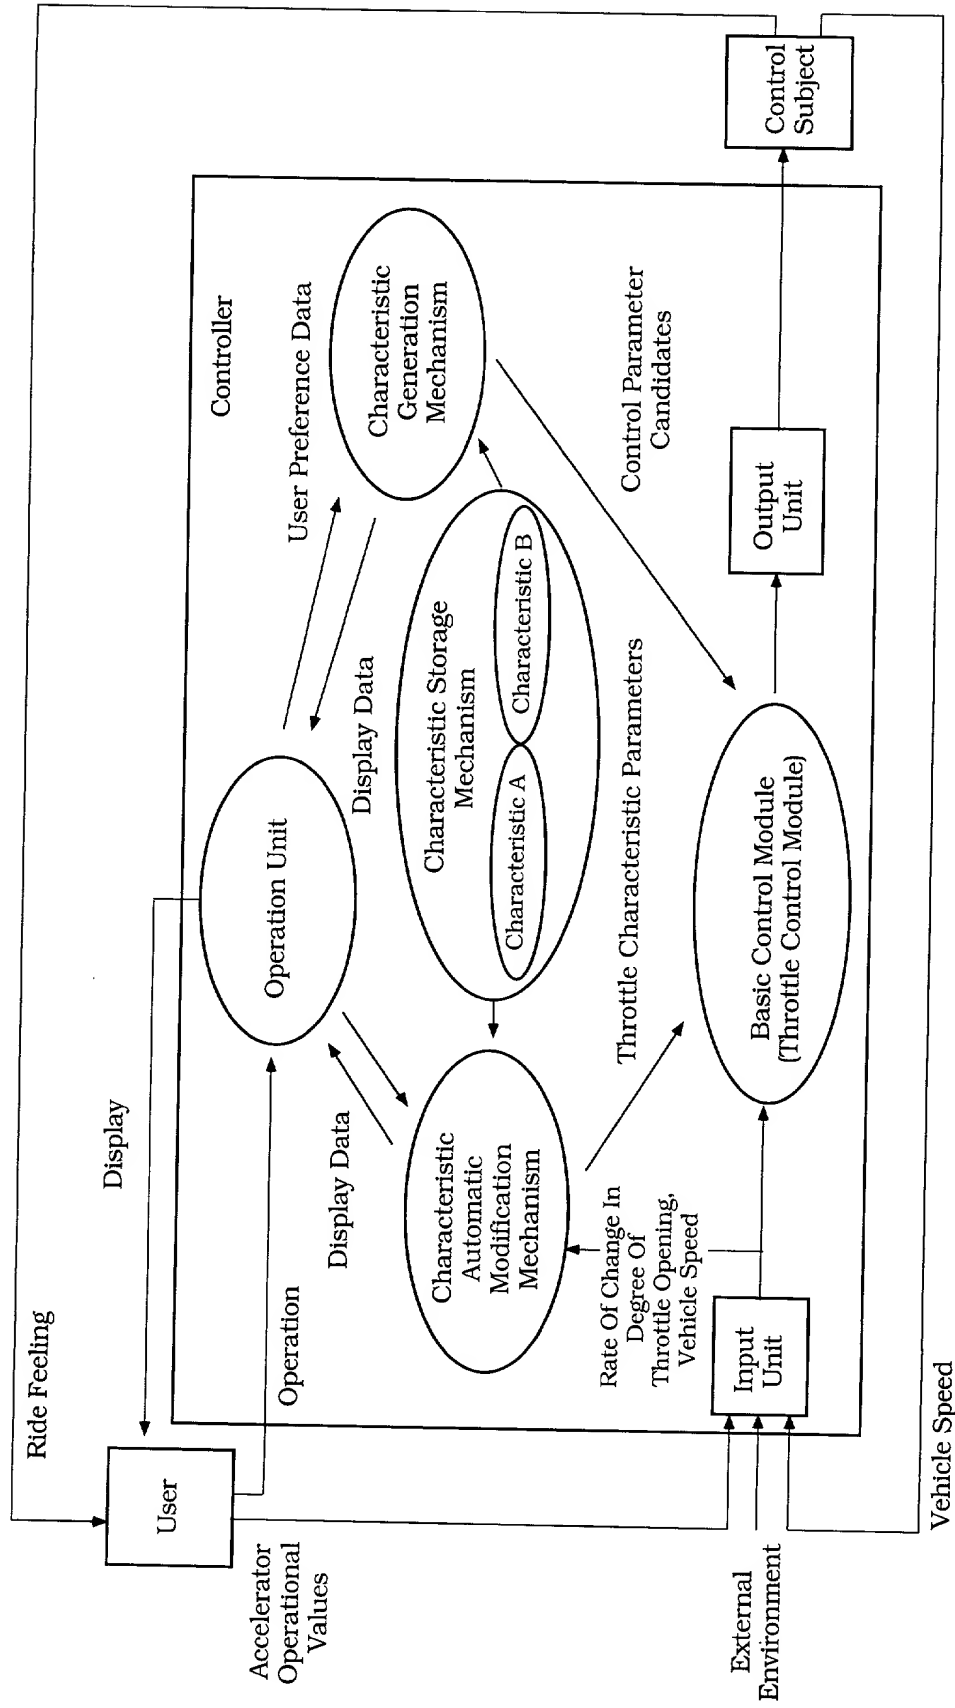 Ride Feeling
Display
User
Operation
Accelerator
Operational
Values
Controller
Operation Unit
User Preference Data
Display Data
Display Data
Characteristic
Automatic
Modification
Mechanism
Characteristic Storage
Mechanism
Characteristic A
Characteristic B
Characteristic
Generation
Mechanism
Rate Of Change In
Degree Of
Throttle Opening,
Vehicle Speed
Throttle Characteristic Parameters
Control Parameter
Candidates
External
Environment
Input
Unit
Basic Control Module
(Throttle Control Module)
Output
Unit
Control
Subject
Vehicle Speed